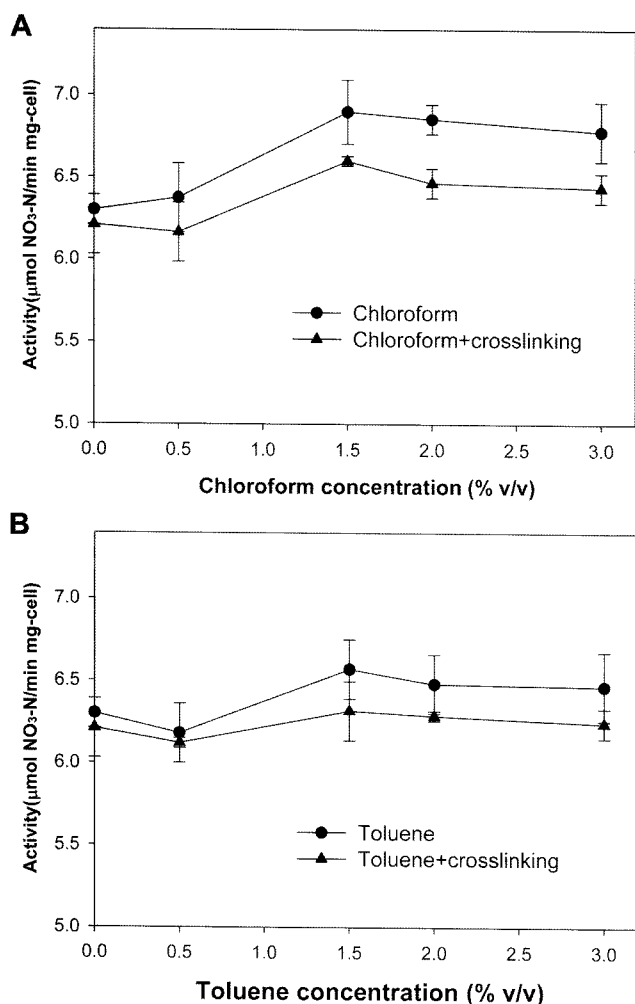 A
Activity(µmol NO₃-N/min mg-cell)
7.0
6.5
6.0
5.5
5.0
Chloroform
Chloroform+crosslinking
0.0 0.5 1.0 1.5 2.0 2.5 3.0
Chloroform concentration (% v/v)
B
Activity(µmol NO₃-N/min mg-cell)
7.0
6.5
6.0
5.5
5.0
Toluene
Toluene+crosslinking
0.0 0.5 1.0 1.5 2.0 2.5 3.0
Toluene concentration (% v/v)